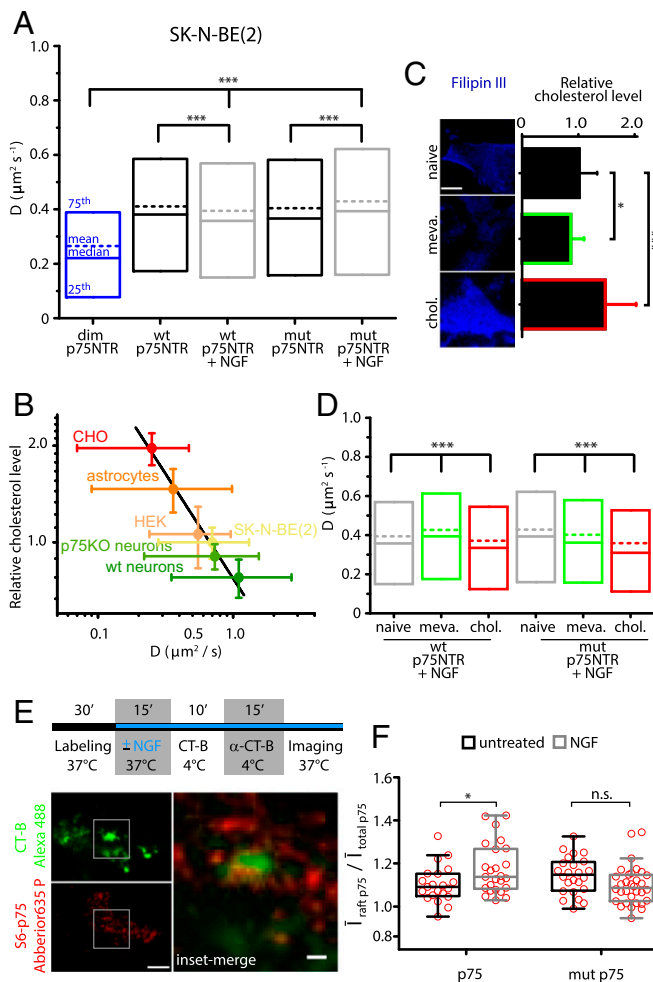 A
SK-N-BE(2)
D (µm² s⁻¹)
1.0
0.8
0.6
0.4
0.2
0
***
***
***
75th
mean
median
25th
dim p75NTR
wt p75NTR
wt p75NTR + NGF
mut p75NTR
mut p75NTR + NGF
B
Relative cholesterol level
2.0
1.0
CHO
astrocytes
HEK
SK-N-BE(2)
p75KO neurons
wt neurons
0.1
0.5
1.0
D (µm² / s)
C
Filipin III
Relative cholesterol level
0
1.0
2.0
naive
meva.
chol.
*
D
D (µm² s⁻¹)
1.0
0.8
0.6
0.4
0.2
0
***
***
naive
meva.
chol.
naive
meva.
chol.
wt p75NTR + NGF
mut p75NTR + NGF
E
30’
15’
10’
15’
Labeling 37°C
± NGF 37°C
CT-B 4°C
α-CT-B 4°C
Imaging 37°C
CT-B Alexa 488
S6-p75 Abberior635 P
inset-merge
F
untreated
NGF
Ī raft p75 / Ī total p75
1.6
1.4
1.2
1.0
0.8
*
n.s.
p75
mut p75